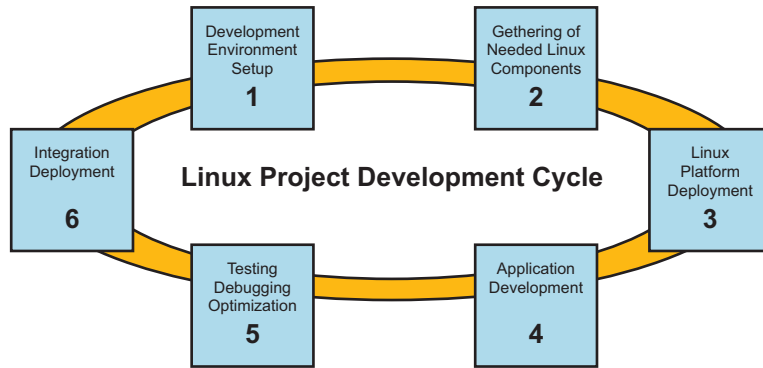 Development
Environment
Setup
1
Gethering of
Needed Linux
Components
2
Linux
Platform
Deployment
3
Application
Development
4
Testing
Debugging
Optimization
5
Integration
Deployment
6
Linux Project Development Cycle